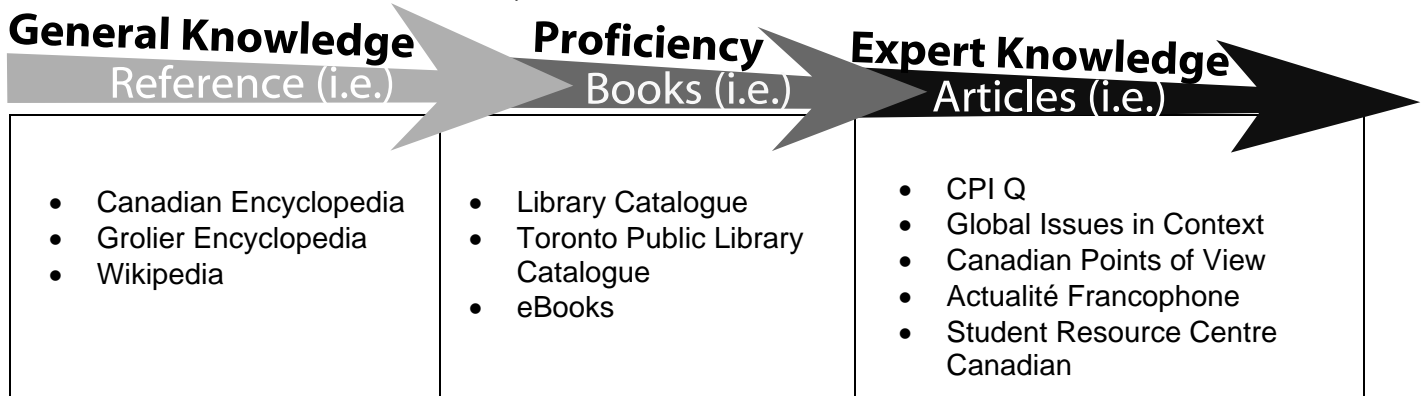 General Knowledge
Reference (i.e.)
Proficiency
Books (i.e.)
Expert Knowledge
Articles (i.e.)
• Canadian Encyclopedia
• Grolier Encyclopedia
• Wikipedia
• Library Catalogue
• Toronto Public Library
Catalogue
• eBooks
• CPI Q
• Global Issues in Context
• Canadian Points of View
• Actualité Francophone
• Student Resource Centre
Canadian